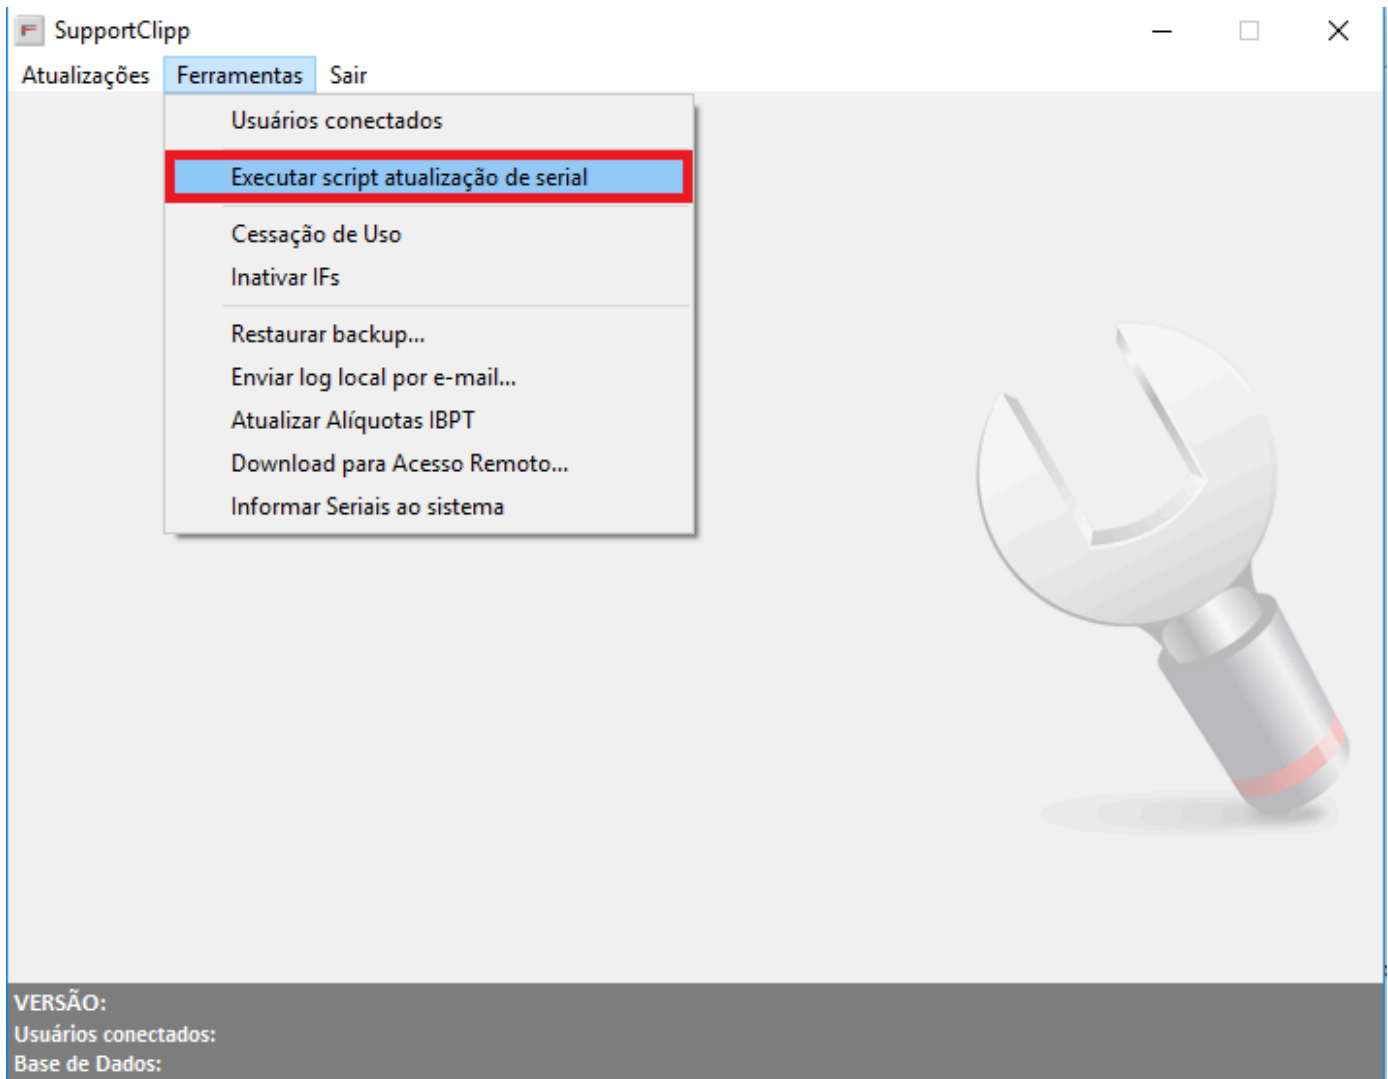 SupportClipp
Atualizações Ferramentas Sair
Usuários conectados
Executar script atualização de serial
Cessação de Uso
Inativar IFs
Restaurar backup...
Enviar log local por e-mail...
Atualizar Alíquotas IBPT
Download para Acesso Remoto...
Informar Seriais ao sistema
VERSÃO:
Usuários conectados:
Base de Dados: